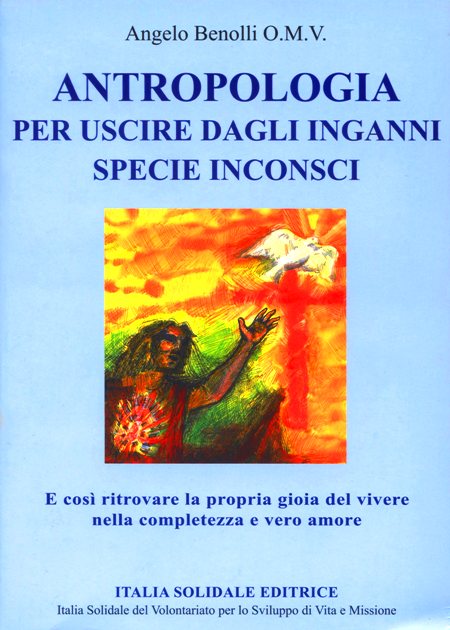 Angelo Benolli O.M.V.
ANTROPOLOGIA
PER USCIRE DAGLI INGANNI
SPECIE INCONSCI
E così ritrovare la propria gioia del vivere
nella completezza e vero amore
ITALIA SOLIDALE EDITRICE
Italia Solidale del Volontariato per lo Sviluppo di Vita e Missione